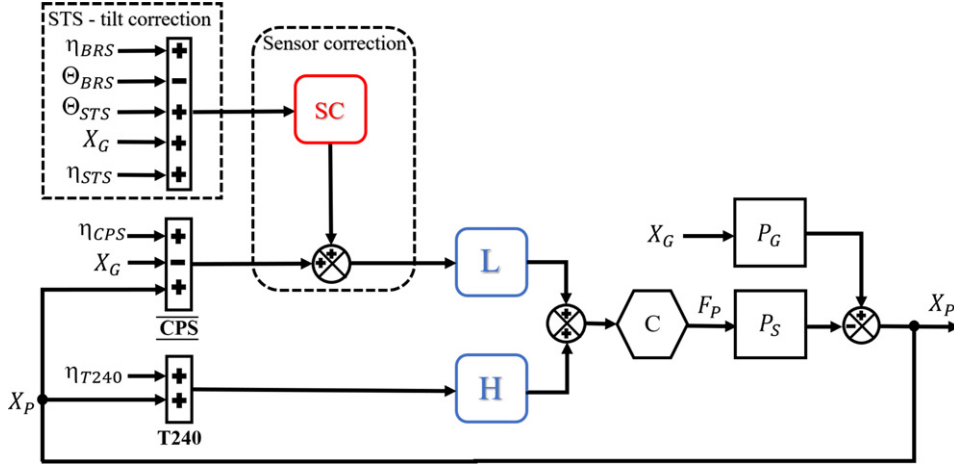 STS - tilt correction
η_BRS
Θ_BRS
Θ_STS
X_G
η_STS
+
−
+
+
+
Sensor correction
SC
η_CPS
X_G
+
−
+
CPS
+ +
L
X_G
P_G
+
+
C
F_P
P_S
+
−
X_P
η_T240
X_P
+
+
T240
H